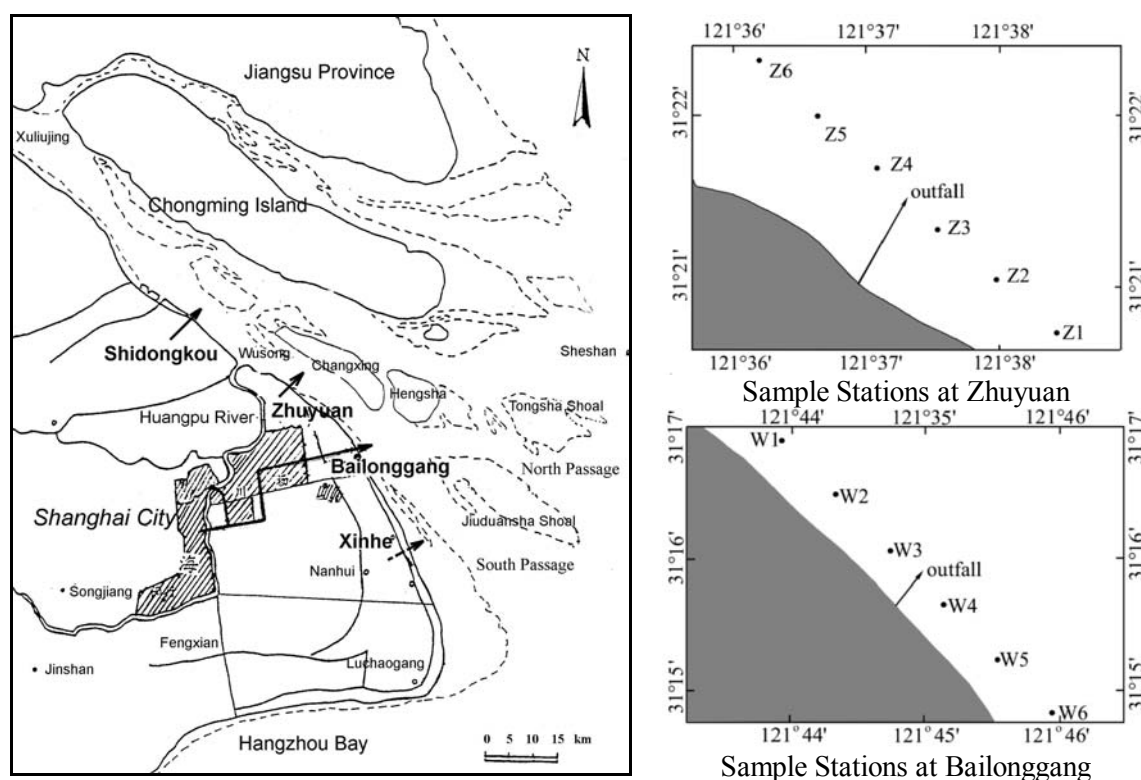 N
Jiangsu Province
Xuliujing
Chongming Island
Shidongkou
Wusong
Changxing
Sheshan
Hengsha
Zhuyuan
Huangpu River
Tongsha Shoal
Bailonggang
North Passage
Shanghai City
Jiuduansha Shoal
Xinhe
South Passage
Nanhui
Songjiang
Fengxian
Jinshan
Luchaogang
Hangzhou Bay
0 5 10 15 km
121°36' 121°37' 121°38'
31°22' 31°22'
31°21' 31°21'
Z6
Z5
Z4
outfall
Z3
Z2
Z1
121°36' 121°37' 121°38'
Sample Stations at Zhuyuan
121°44' 121°35' 121°46'
31°17' 31°17'
31°16' 31°16'
31°15' 31°15'
W1
W2
W3
outfall
W4
W5
W6
121°44' 121°45' 121°46'
Sample Stations at Bailonggang